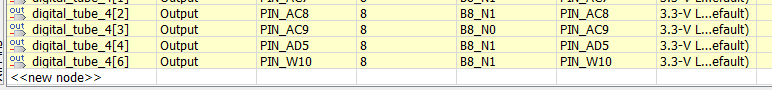 out digital_tube_4[2] Output PIN_AC8 8 B8_N1 PIN_AC8 3.3-V L...efault)
out digital_tube_4[3] Output PIN_AC9 8 B8_N0 PIN_AC9 3.3-V L...efault)
out digital_tube_4[4] Output PIN_AD5 8 B8_N1 PIN_AD5 3.3-V L...efault)
out digital_tube_4[6] Output PIN_W10 8 B8_N1 PIN_W10 3.3-V L...efault)
<<new node>>